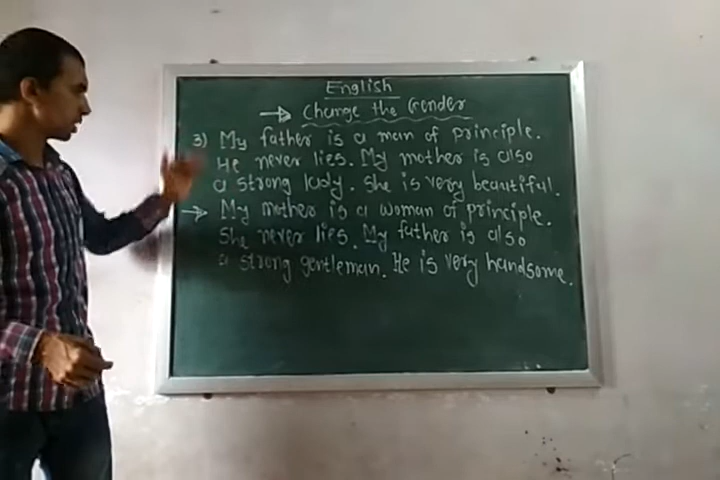 English
→ Change the Gender
3) My father is a man of principle.
He never lies. My mother is also
a strong lady. She is very beautiful.
→ My mother is a woman of principle.
She never lies. My father is also
a strong gentleman. He is very handsome.